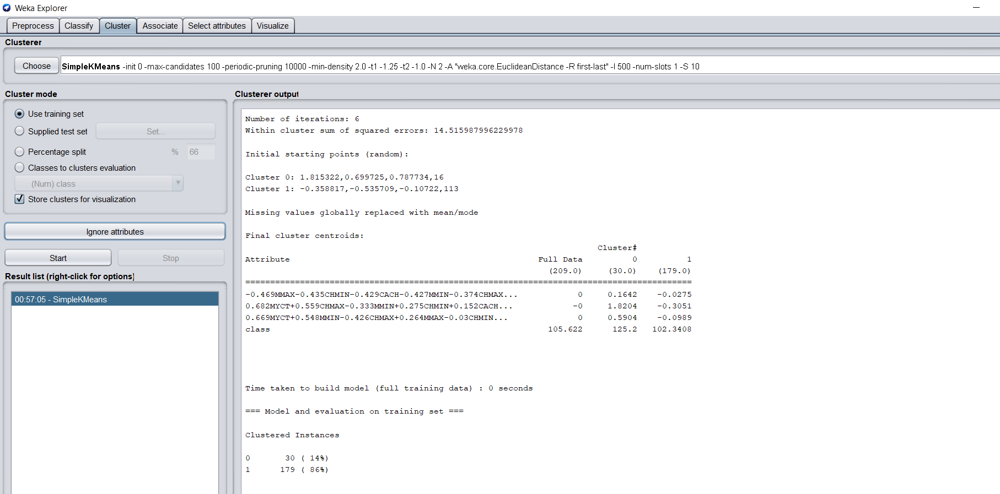 Weka Explorer
Preprocess Classify Cluster Associate Select attributes Visualize
Clusterer
Choose SimpleKMeans -init 0 -max-candidates 100 -periodic-pruning 10000 -min-density 2.0 -t1 -1.25 -t2 -1.0 -N 2 -A "weka.core.EuclideanDistance -R first-last" -I 500 -num-slots 1 -S 10
Cluster mode
Use training set
Supplied test set Set...
Percentage split % 66
Classes to clusters evaluation
(Num) class
Store clusters for visualization
Ignore attributes
Start Stop
Result list (right-click for options)
00:57:05 - SimpleKMeans
Clusterer output
Number of iterations: 6
Within cluster sum of squared errors: 14.515987996229978
Initial starting points (random):
Cluster 0: 1.815322,0.699725,0.787734,16
Cluster 1: -0.358817,-0.535709,-0.10722,113
Missing values globally replaced with mean/mode
Final cluster centroids:
Cluster#
Attribute Full Data 0 1
(209.0) (30.0) (179.0)
==========================================================================================
-0.469MMAX-0.435CHMIN-0.429CACH-0.427MMIN-0.374CHMAX... 0 0.1642 -0.0275
0.682MYCT+0.559CHMAX-0.333MMIN+0.275CHMIN+0.152CACH... -0 1.8204 -0.3051
0.669MYCT+0.548MMIN-0.426CHMAX+0.264MMAX-0.03CHMIN... 0 0.5904 -0.0989
class 105.622 125.2 102.3408
Time taken to build model (full training data) : 0 seconds
=== Model and evaluation on training set ===
Clustered Instances
0 30 ( 14%)
1 179 ( 86%)